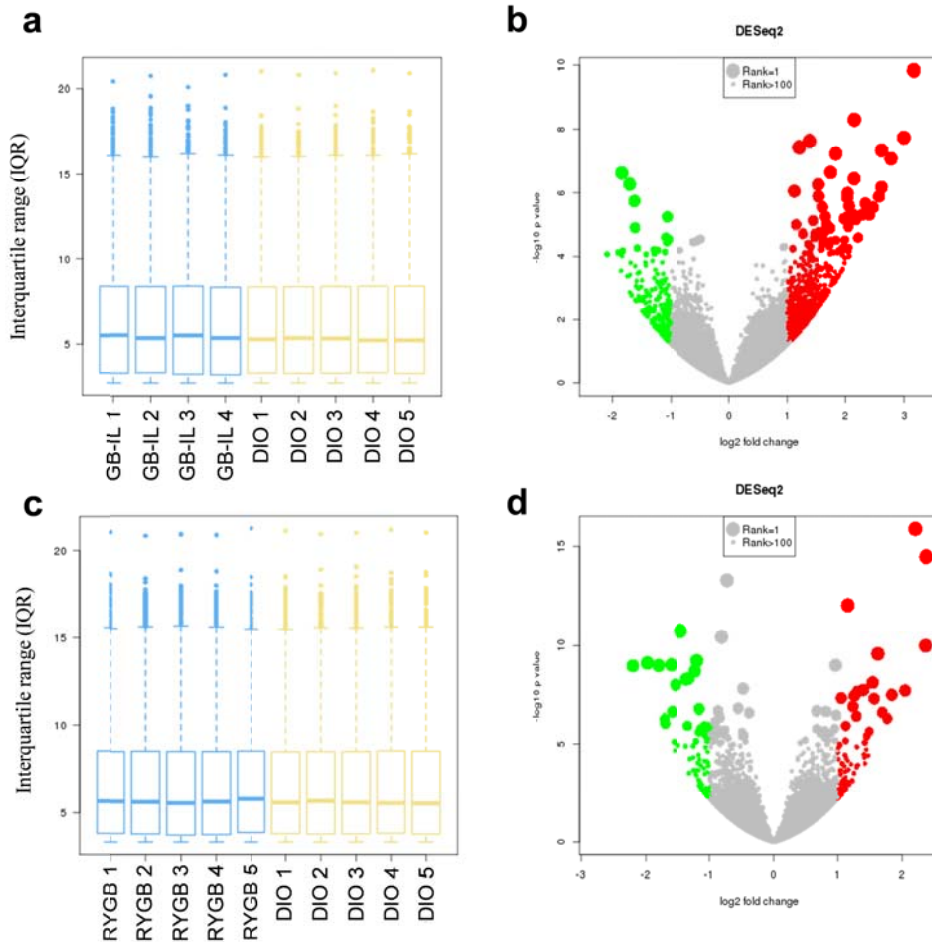 a
Interquartile range (IQR)
20
15
10
5
GB-IL 1
GB-IL 2
GB-IL 3
GB-IL 4
DIO 1
DIO 2
DIO 3
DIO 4
DIO 5
b
DESeq2
Rank=1
Rank>100
-log10 p value
10
8
6
4
2
0
-2
-1
0
1
2
3
log2 fold change
c
Interquartile range (IQR)
20
15
10
5
RYGB 1
RYGB 2
RYGB 3
RYGB 4
RYGB 5
DIO 1
DIO 2
DIO 3
DIO 4
DIO 5
d
DESeq2
Rank=1
Rank>100
-log10 p value
15
10
5
0
-3
-2
-1
0
1
2
log2 fold change